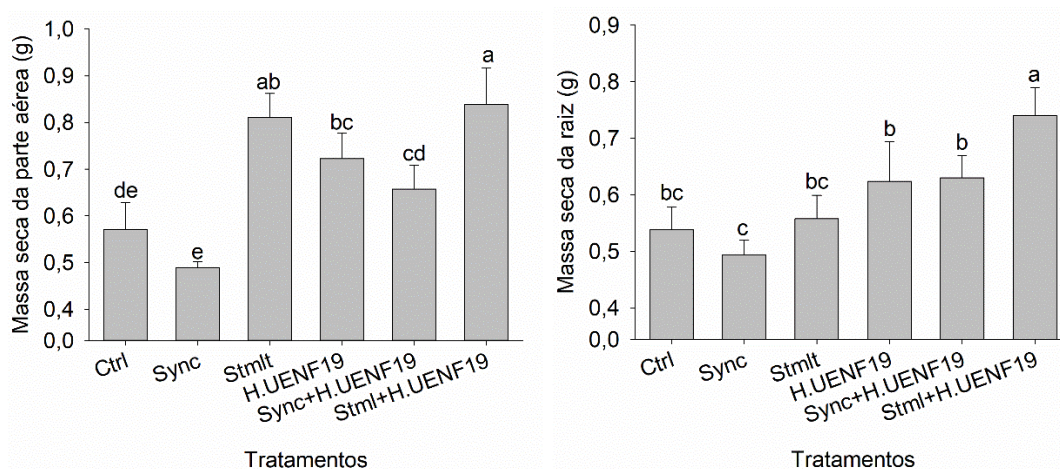 Massa seca da parte aérea (g)
1,0
0,9
0,8
0,7
0,6
0,5
0,4
0,0
de
e
ab
bc
cd
a
Ctrl
Sync
Stmlt
H.UENF19
Sync+H.UENF19
Stml+H.UENF19
Tratamentos
Massa seca da raiz (g)
0,9
0,8
0,7
0,6
0,5
0,4
0,0
bc
c
bc
b
b
a
Ctrl
Sync
Stmlt
H.UENF19
Sync+H.UENF19
Stml+H.UENF19
Tratamentos